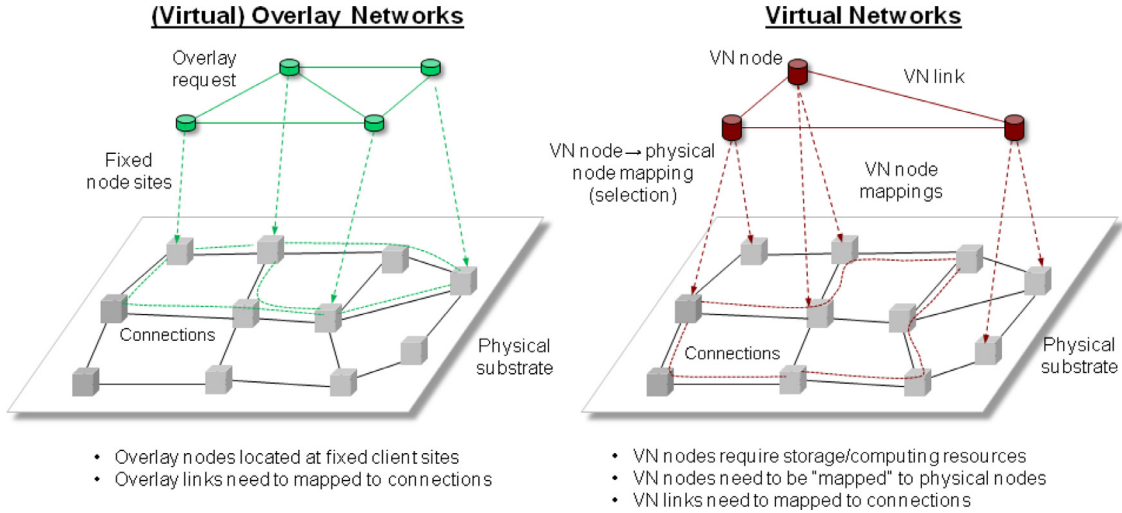 (Virtual) Overlay Networks
Overlay
request
Fixed
node sites
Connections
Physical
substrate
• Overlay nodes located at fixed client sites
• Overlay links need to mapped to connections
Virtual Networks
VN node
VN link
VN node→physical
node mapping
(selection)
VN node
mappings
Connections
Physical
substrate
• VN nodes require storage/computing resources
• VN nodes need to be "mapped" to physical nodes
• VN links need to mapped to connections